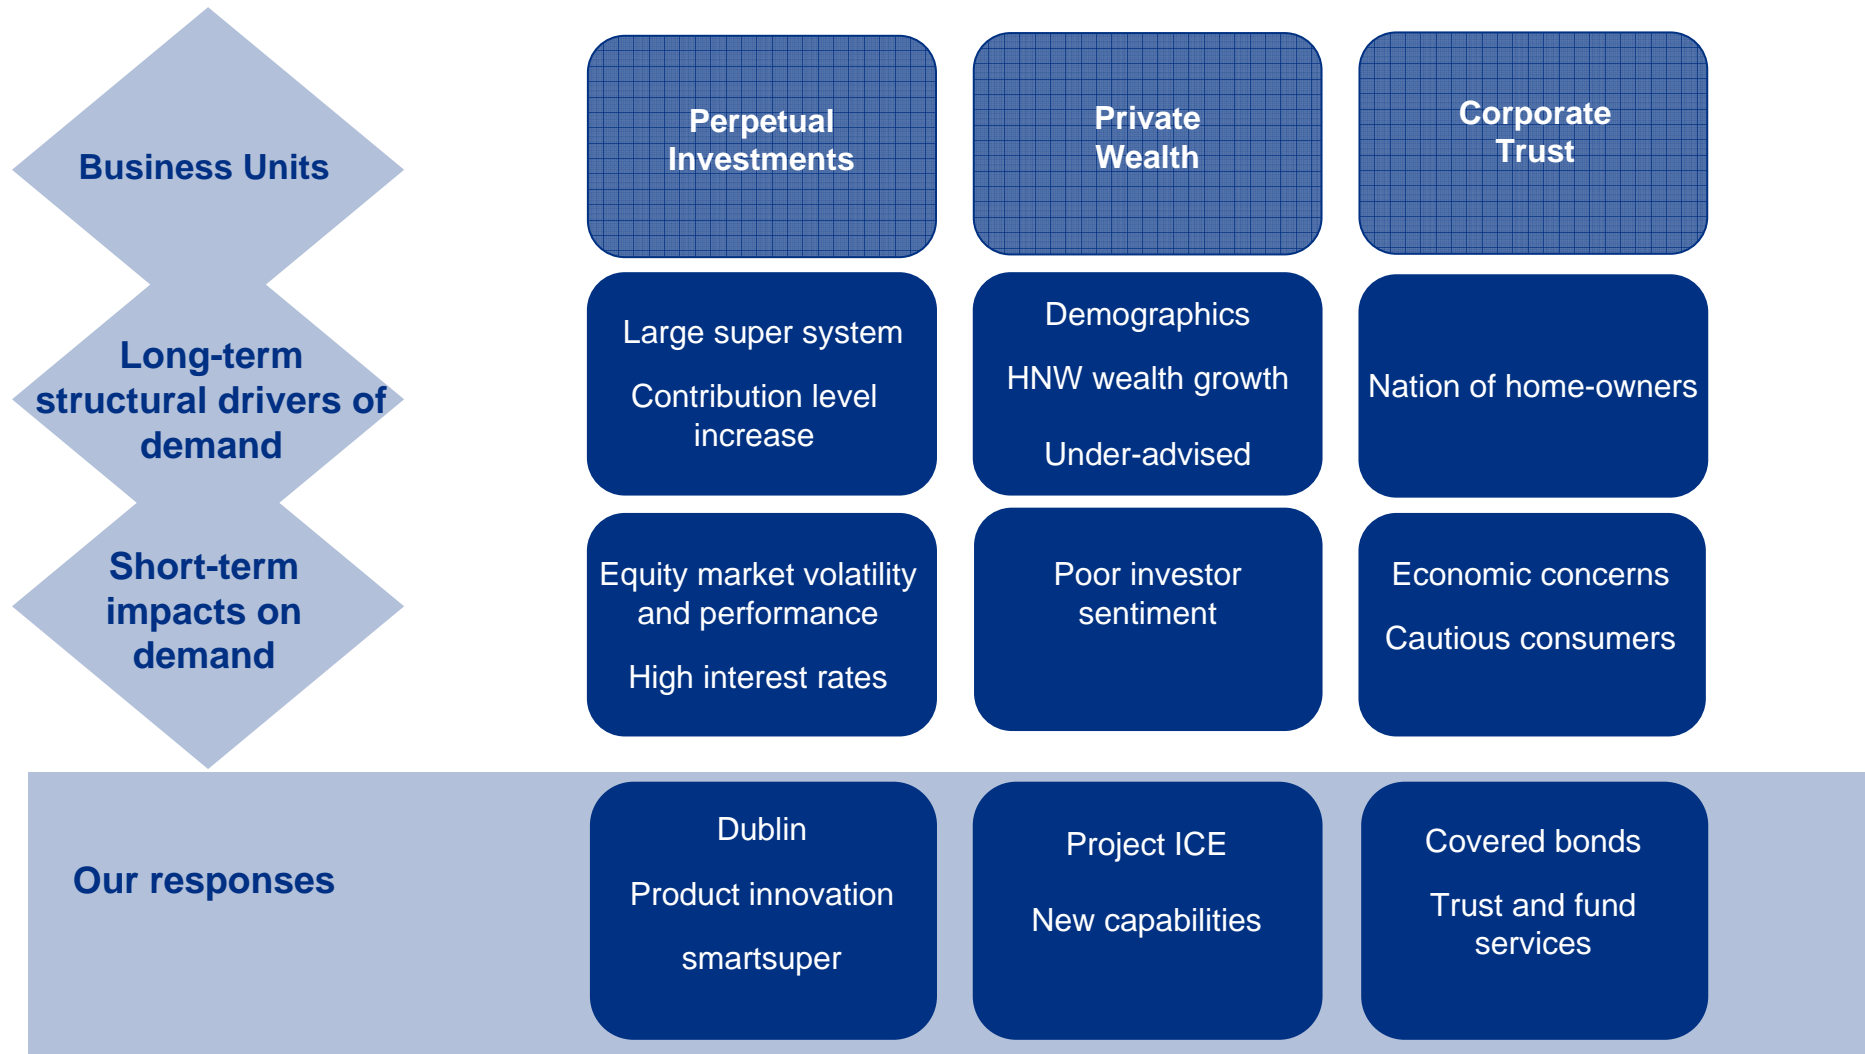 Business Units
Perpetual
Investments
Private
Wealth
Corporate
Trust
Long-term
structural drivers of
demand
Large super system
Contribution level
increase
Demographics
HNW wealth growth
Under-advised
Nation of home-owners
Short-term
impacts on
demand
Equity market volatility
and performance
High interest rates
Poor investor
sentiment
Economic concerns
Cautious consumers
Our responses
Dublin
Product innovation
smartsuper
Project ICE
New capabilities
Covered bonds
Trust and fund
services